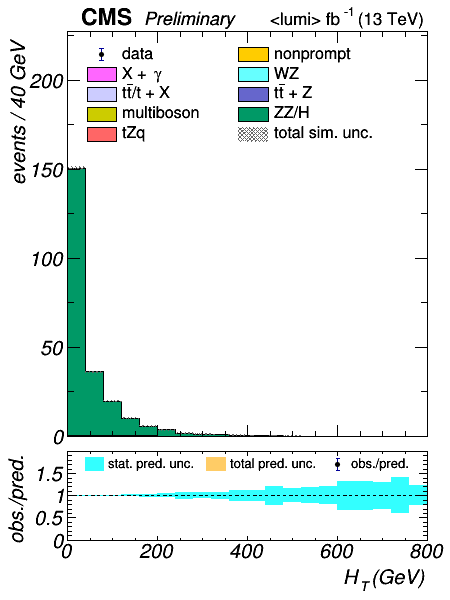 CMS Preliminary <lumi> fb⁻¹ (13 TeV)
events / 40 GeV
data nonprompt
X + γ WZ
tt̄/t + X tt̄ + Z
multiboson ZZ/H
tZq total sim. unc.
200
150
100
50
0
obs./pred.
stat. pred. unc. total pred. unc. obs./pred.
1.5
1
0.5
0
0 200 400 600 800
H_T (GeV)